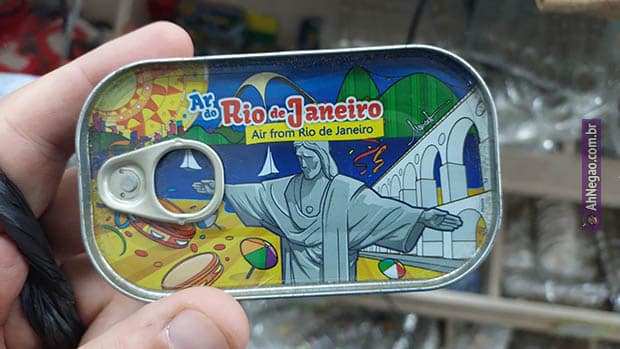 Ar
do
Rio de Janeiro
Air from Rio de Janeiro
AhNegao.com.br